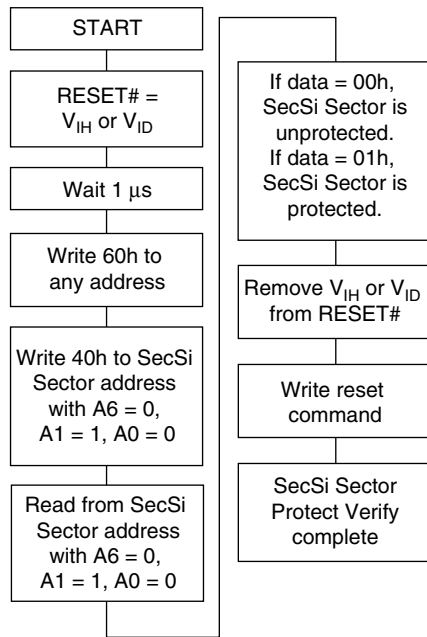 START
RESET# =
VIH or VID
Wait 1 μs
Write 60h to
any address
Write 40h to SecSi
Sector address
with A6 = 0,
A1 = 1, A0 = 0
Read from SecSi
Sector address
with A6 = 0,
A1 = 1, A0 = 0
If data = 00h,
SecSi Sector is
unprotected.
If data = 01h,
SecSi Sector is
protected.
Remove VIH or VID
from RESET#
Write reset
command
SecSi Sector
Protect Verify
complete